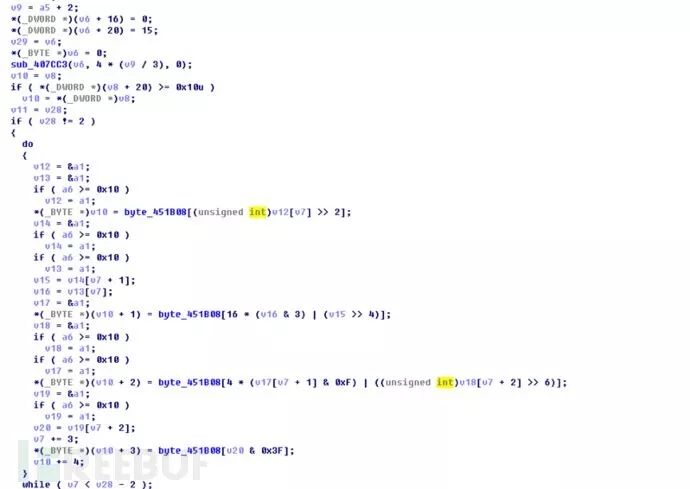 v9 = a5 + 2;
*(_DWORD *)(v6 + 16) = 0;
*(_DWORD *)(v6 + 20) = 15;
v29 = v6;
*(_BYTE *)v6 = 0;
sub_407CC3(v6, 4 * (v9 / 3), 0);
v10 = v8;
if ( *(_DWORD *)(v8 + 20) >= 0x10u )
v10 = *(_DWORD *)v8;
v11 = v28;
if ( v28 != 2 )
{
do
{
v12 = &a1;
v13 = &a1;
if ( a6 >= 0x10 )
v12 = a1;
*(_BYTE *)v10 = byte_451B08[(unsigned int)v12[v7] >> 2];
v14 = &a1;
if ( a6 >= 0x10 )
v14 = a1;
if ( a6 >= 0x10 )
v13 = a1;
v15 = v14[v7 + 1];
v16 = v13[v7];
v17 = &a1;
*(_BYTE *)(v10 + 1) = byte_451B08[16 * (v16 & 3) | (v15 >> 4)];
v18 = &a1;
if ( a6 >= 0x10 )
v18 = a1;
if ( a6 >= 0x10 )
v17 = a1;
*(_BYTE *)(v10 + 2) = byte_451B08[4 * (v17[v7 + 1] & 0xF) | ((unsigned int)v18[v7 + 2] >> 6)];
v19 = &a1;
if ( a6 >= 0x10 )
v19 = a1;
v20 = v19[v7 + 2];
v7 += 3;
*(_BYTE *)(v10 + 3) = byte_451B08[v20 & 0x3F];
v10 += 4;
}
while ( v7 < v28 - 2 );
REEBUF